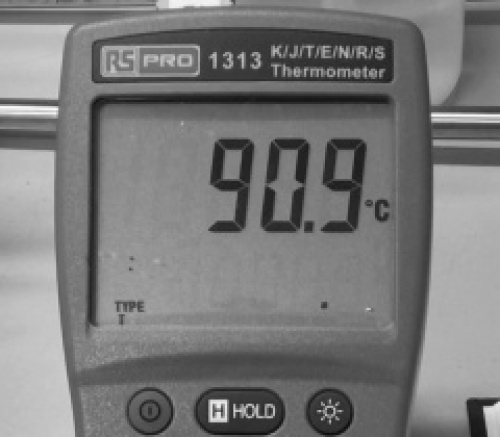 RS PRO 1313 K/J/T/E/N/R/S
Thermometer
90.9 °C
TYPE
T
H HOLD